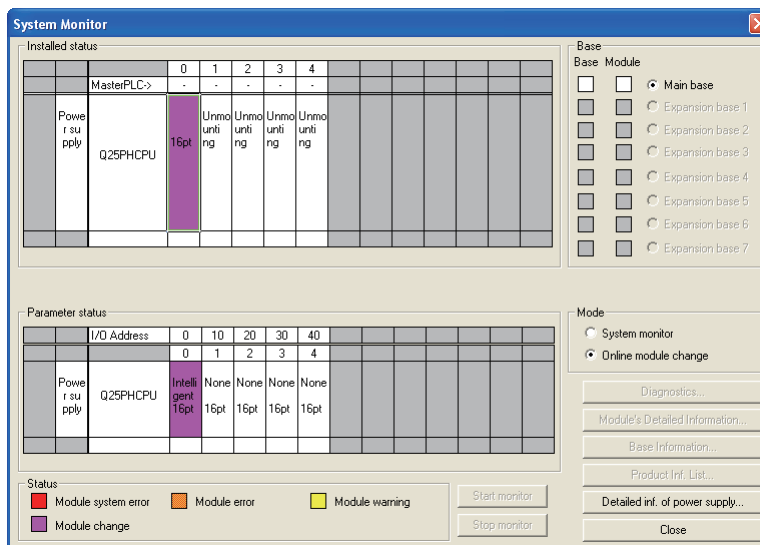 System Monitor
Installed status
0 1 2 3 4
MasterPLC-> - - - - -
Powe
r su
pply
Q25PHCPU
16pt
Unmo
unti
ng
Unmo
unti
ng
Unmo
unti
ng
Unmo
unti
ng
Base
Base Module
Main base
Expansion base 1
Expansion base 2
Expansion base 3
Expansion base 4
Expansion base 5
Expansion base 6
Expansion base 7
Parameter status
I/O Address 0 10 20 30 40
0 1 2 3 4
Powe
r su
pply
Q25PHCPU
Intelli
gent
16pt
None
16pt
None
16pt
None
16pt
None
16pt
Mode
System monitor
Online module change
Diagnostics...
Module's Detailed Information...
Base Information...
Product Inf. List...
Detailed inf. of power supply...
Close
Status
Module system error
Module error
Module warning
Module change
Start monitor
Stop monitor